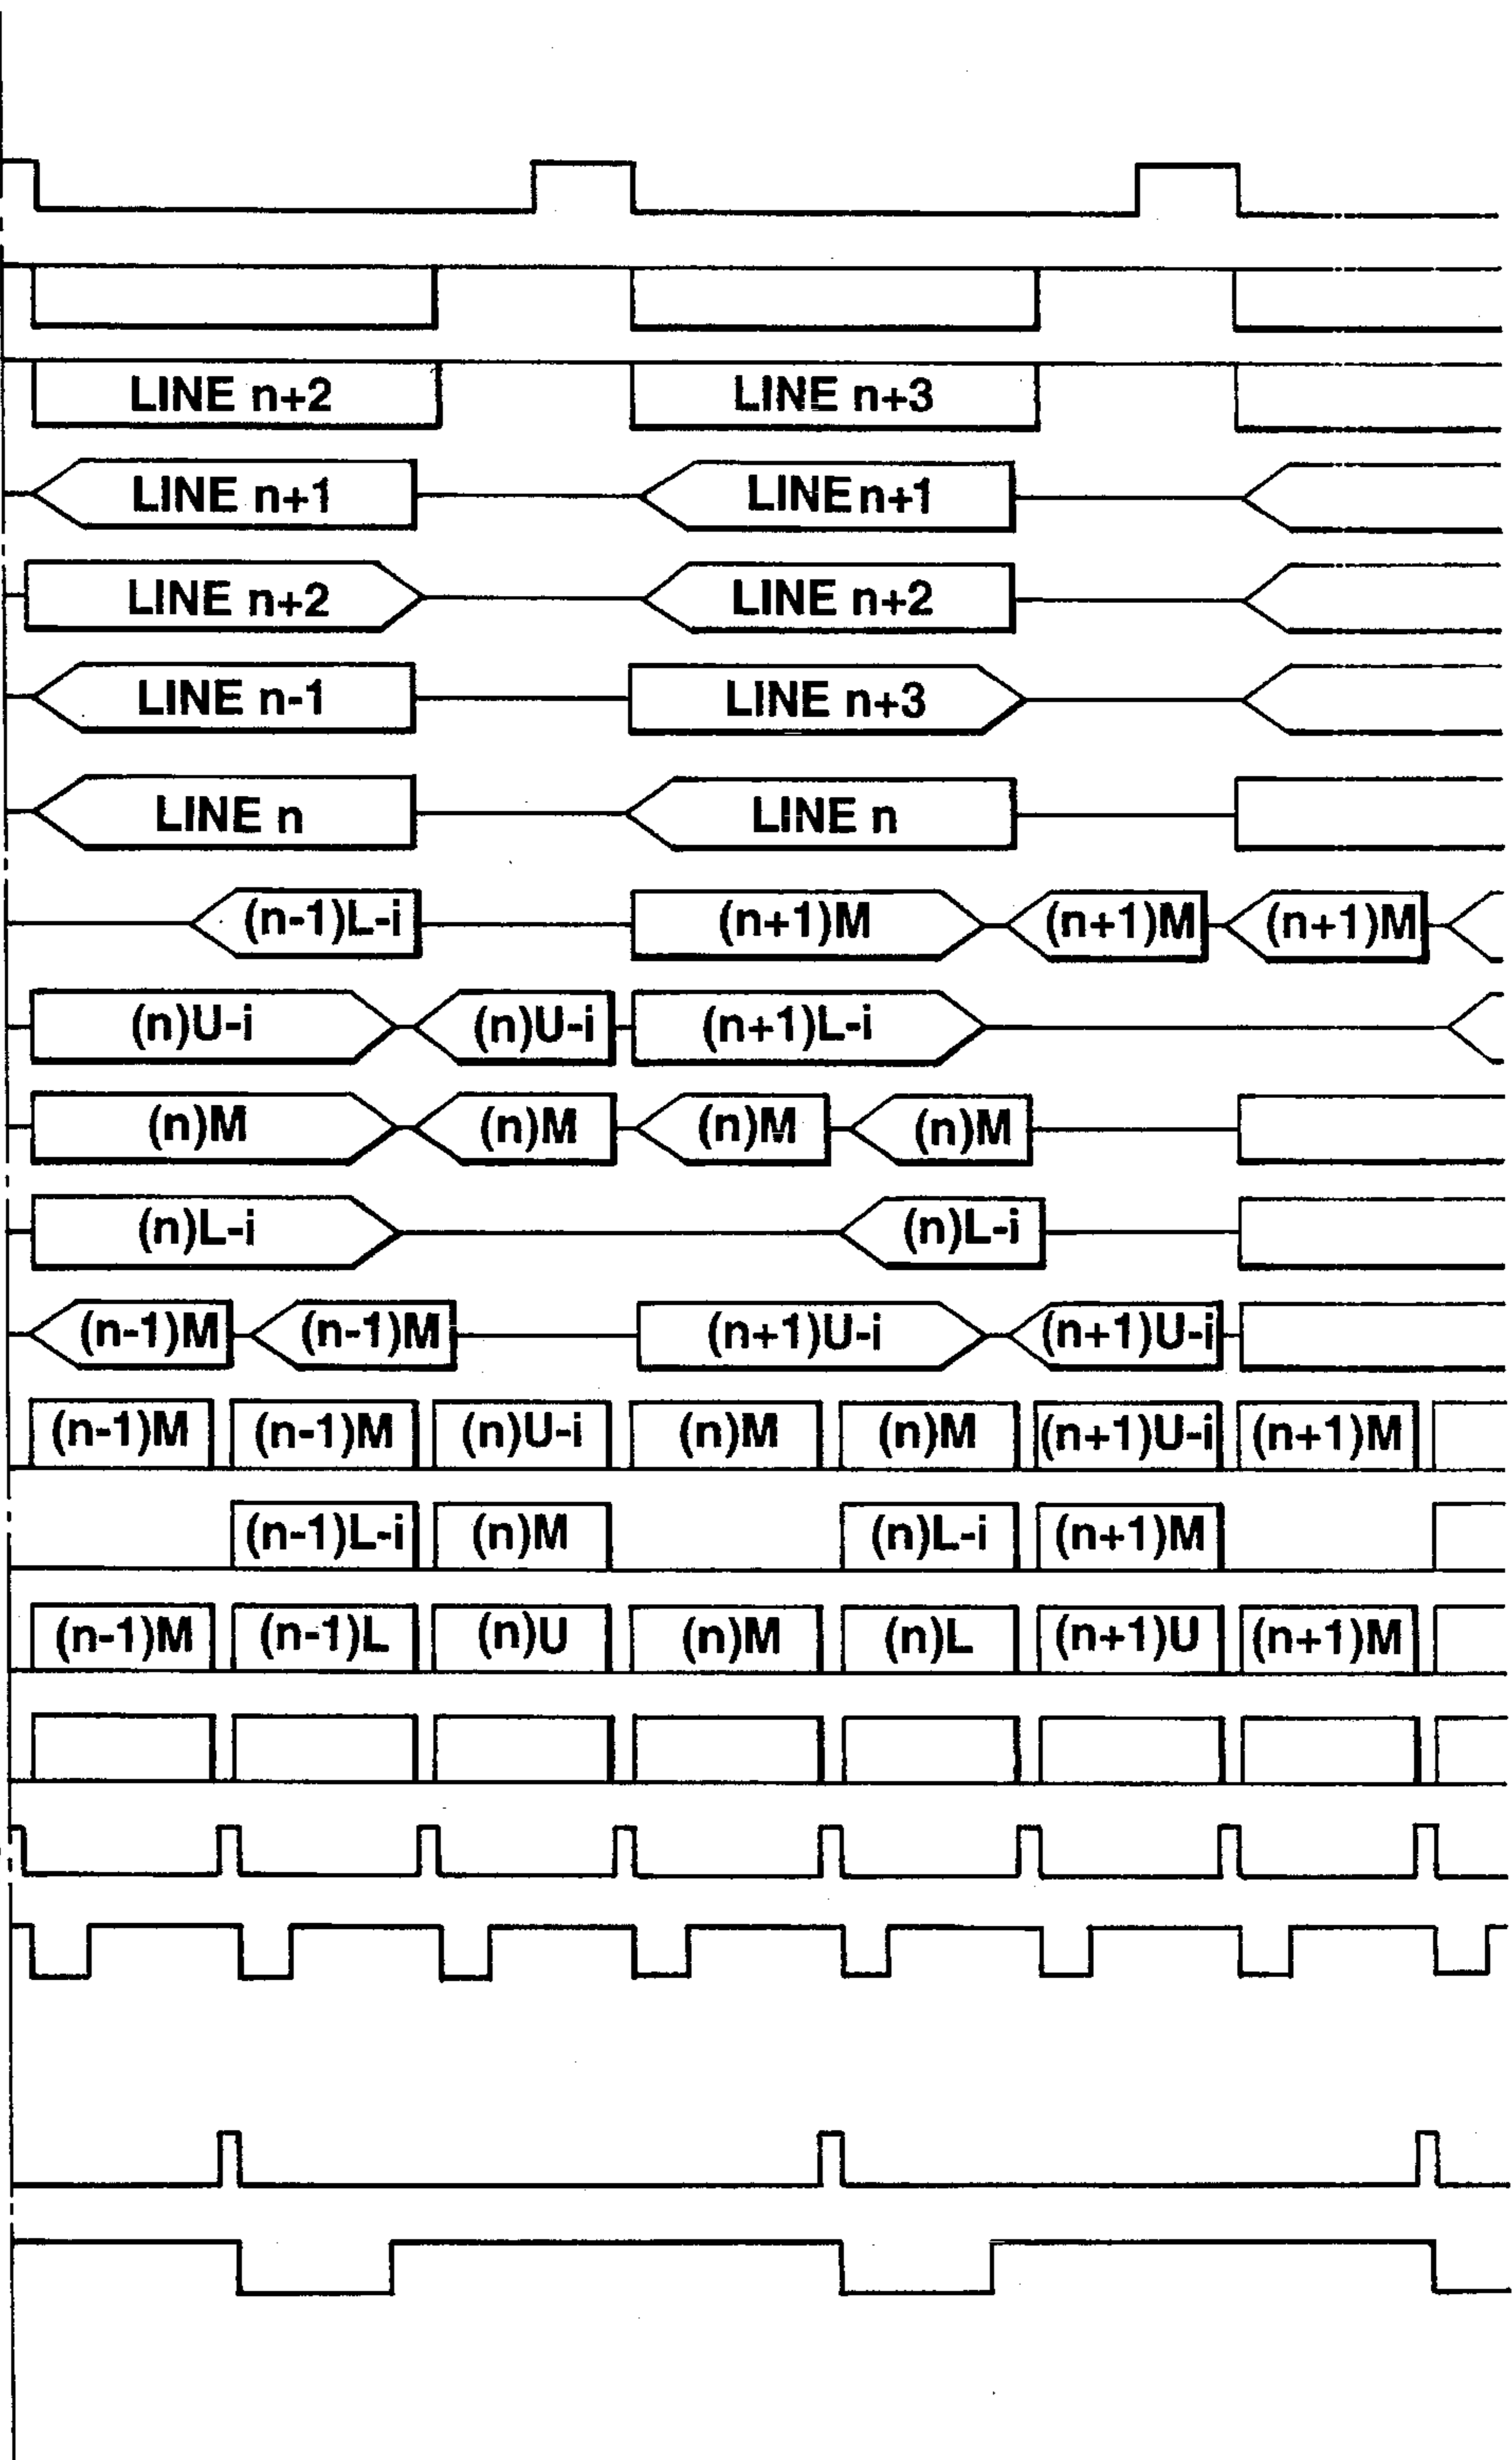 LINE n+2 LINE n+3
LINE n+1 LINEn+1
LINE n+2 LINE n+2
LINE n-1 LINE n+3
LINE n LINE n
(n-1)L-i (n+1)M (n+1)M (n+1)M
(n)U-i (n)U-i (n+1)L-i
(n)M (n)M (n)M (n)M
(n)L-i (n)L-i
(n-1)M (n-1)M (n+1)U-i (n+1)U-i
(n-1)M (n-1)M (n)U-i (n)M (n)M (n+1)U-i (n+1)M
(n-1)L-i (n)M (n)L-i (n+1)M
(n-1)M (n-1)L (n)U (n)M (n)L (n+1)U (n+1)M